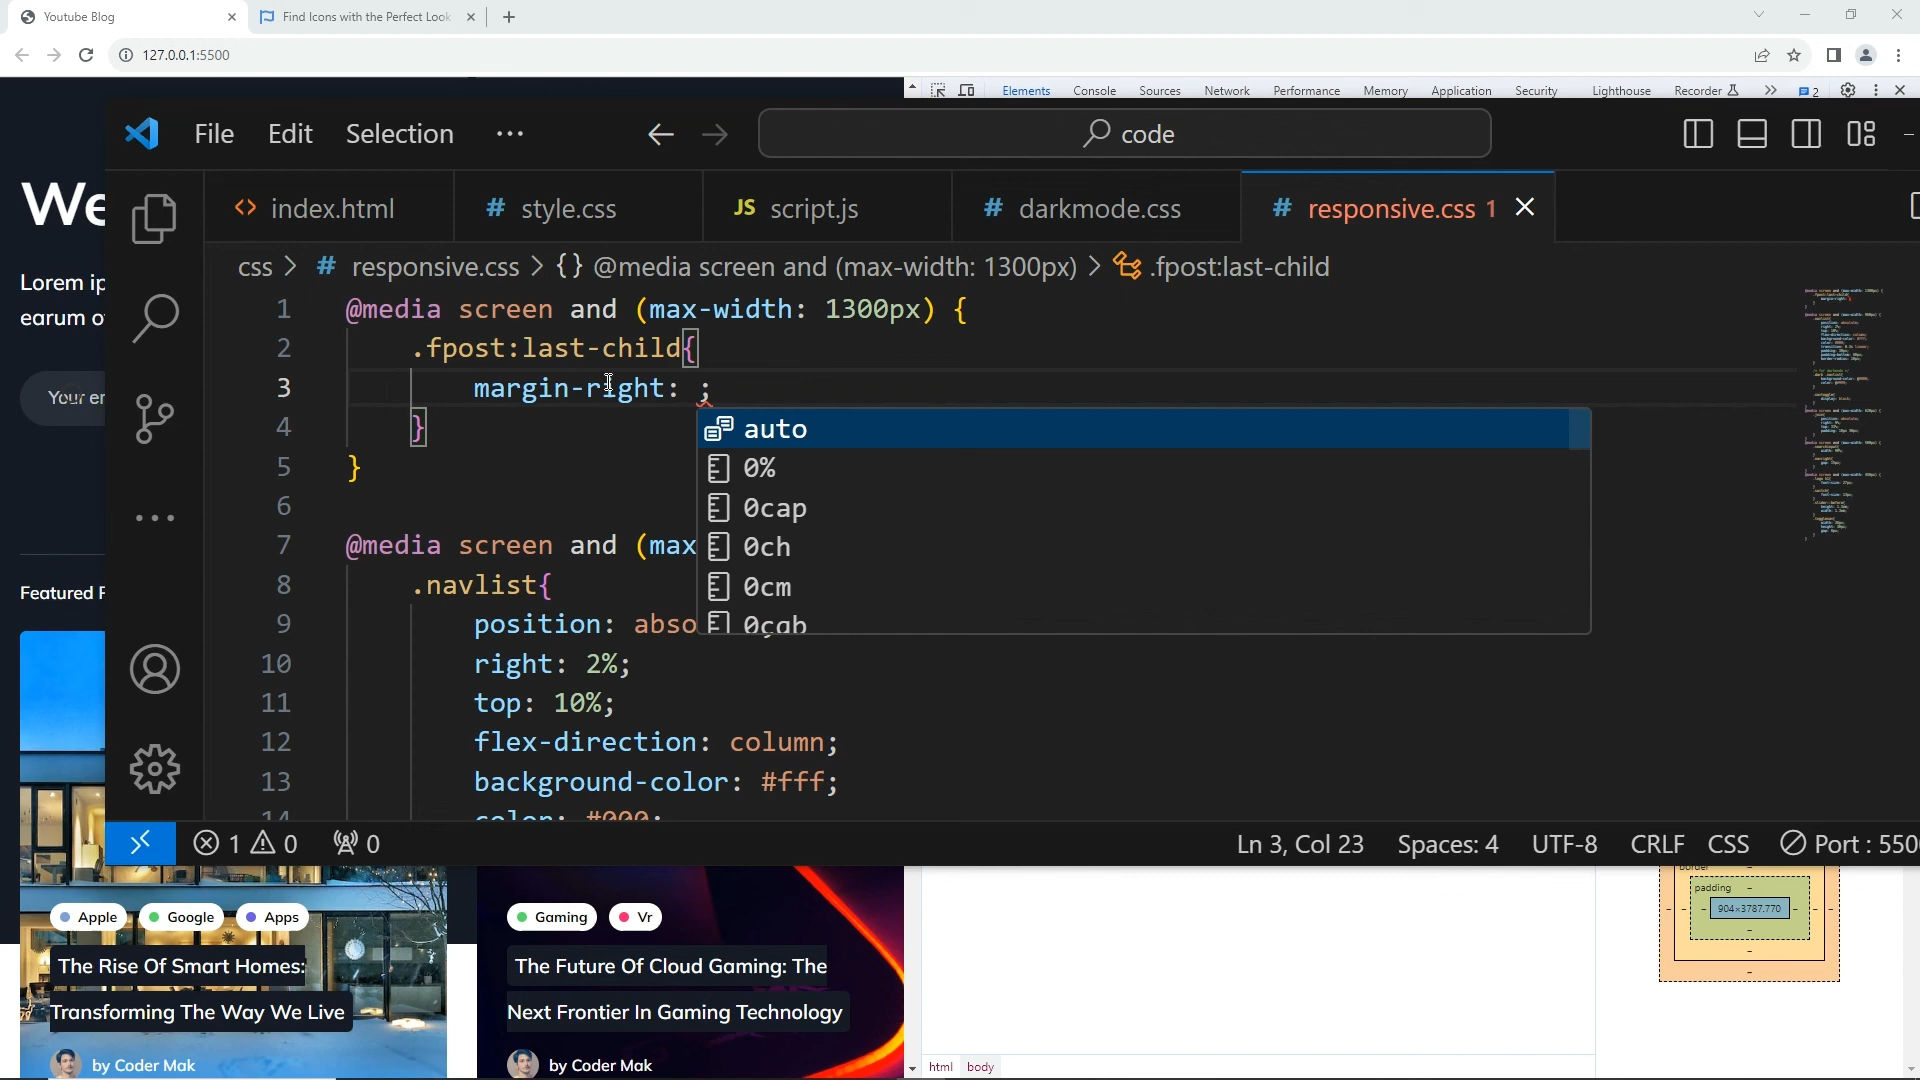 Youtube Blog
Find Icons with the Perfect Look
127.0.0.1:5500
Elements Console Sources Network Performance Memory Application Security Lighthouse Recorder 2
File Edit Selection ···
code
index.html
# style.css
JS script.js
# darkmode.css
# responsive.css 1
css > # responsive.css > {} @media screen and (max-width: 1300px) > .fpost:last-child
1 @media screen and (max-width: 1300px) {
2 .fpost:last-child{
3 margin-right: ;
4 }
5 }
6
7 @media screen and (max
8 .navlist{
9 position: abso
10 right: 2%;
11 top: 10%;
12 flex-direction: column;
13 background-color: #fff;
14 color: #000;
auto
0%
0cap
0ch
0cm
0cqb
We
Lorem ip
earum o
Your er
Featured F
1 0 0
Ln 3, Col 23 Spaces: 4 UTF-8 CRLF CSS Port : 550
Apple Google Apps
The Rise Of Smart Homes:
Transforming The Way We Live
by Coder Mak
Gaming Vr
The Future Of Cloud Gaming: The
Next Frontier In Gaming Technology
by Coder Mak
border –
padding –
904×3787.770
html body